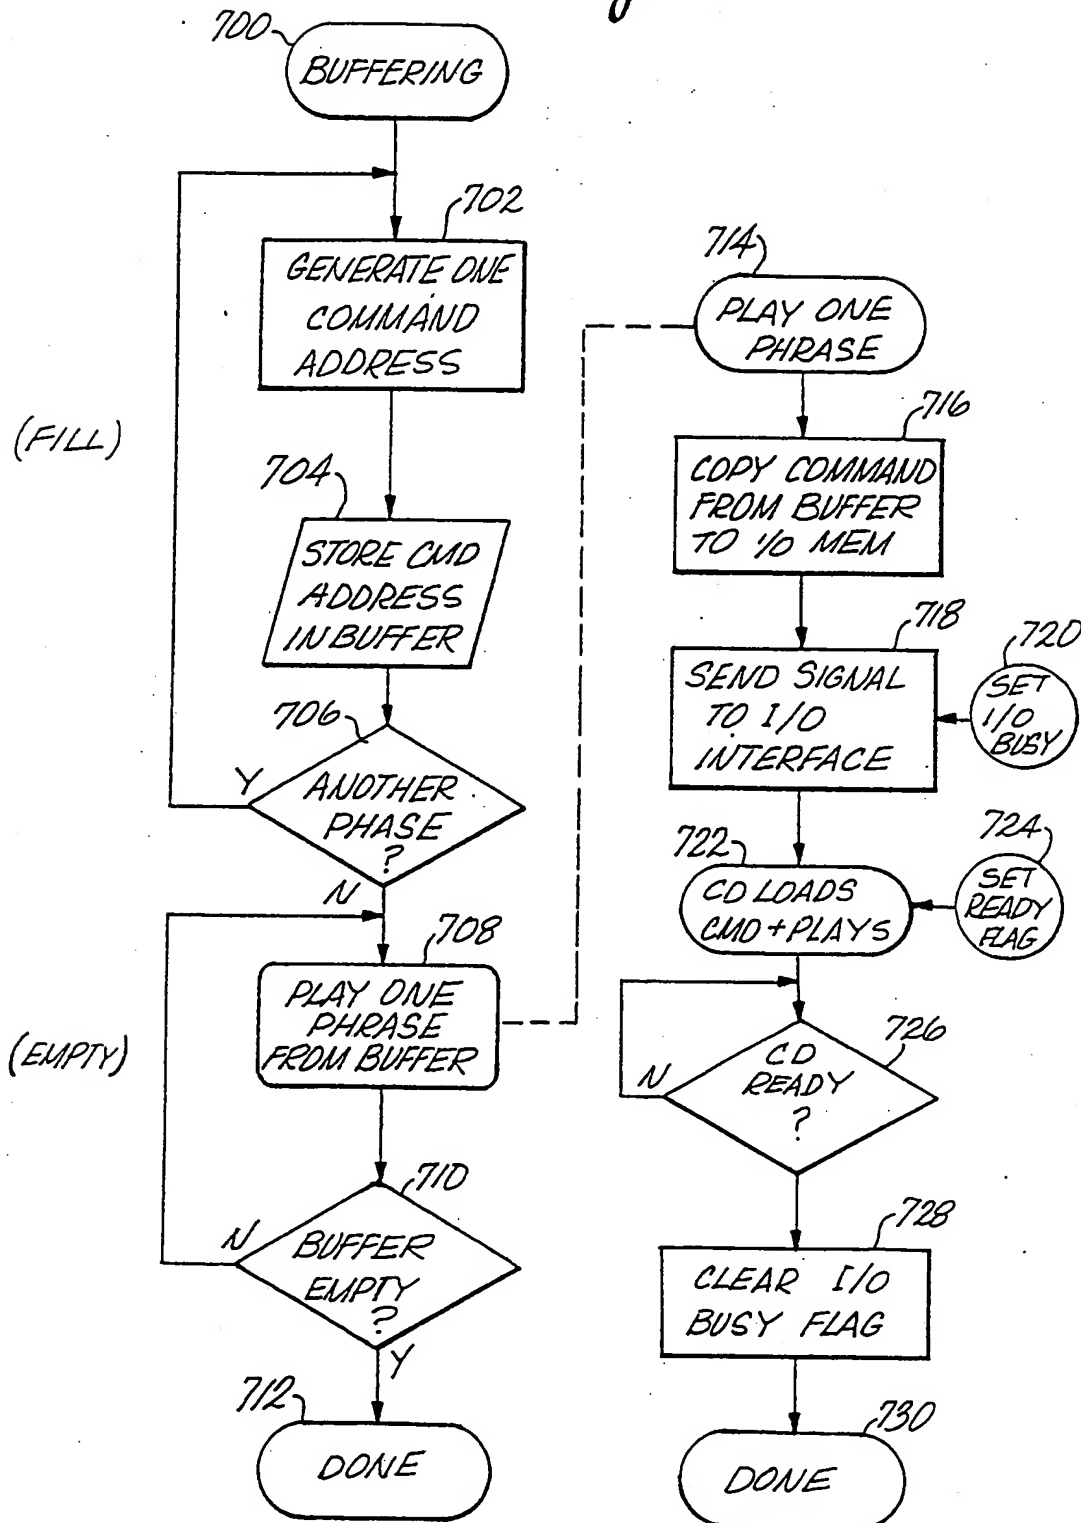 700
BUFFERING
702
GENERATE ONE
COMMAND
ADDRESS
(FILL)
704
STORE CMD
ADDRESS
IN BUFFER
706
Y
ANOTHER
PHASE
?
N
708
PLAY ONE
PHRASE
FROM BUFFER
(EMPTY)
710
N
BUFFER
EMPTY
?
Y
712
DONE
714
PLAY ONE
PHRASE
716
COPY COMMAND
FROM BUFFER
TO I/O MEM
718
SEND SIGNAL
TO I/O
INTERFACE
720
SET
I/O
BUSY
722
CD LOADS
CMD + PLAYS
724
SET
READY
FLAG
726
CD
READY
?
N
728
CLEAR I/O
BUSY FLAG
730
DONE